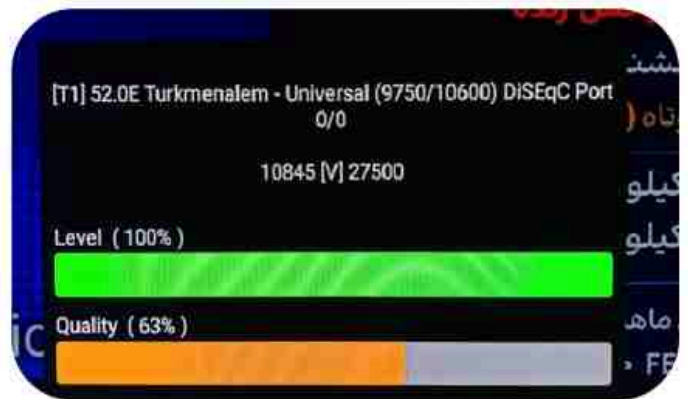 [T1] 52.0E Turkmenalem - Universal (9750/10600) DiSEqC Port
0/0
10845 [V] 27500
Level ( 100% )
Quality ( 63% )
کیلو
کیلو